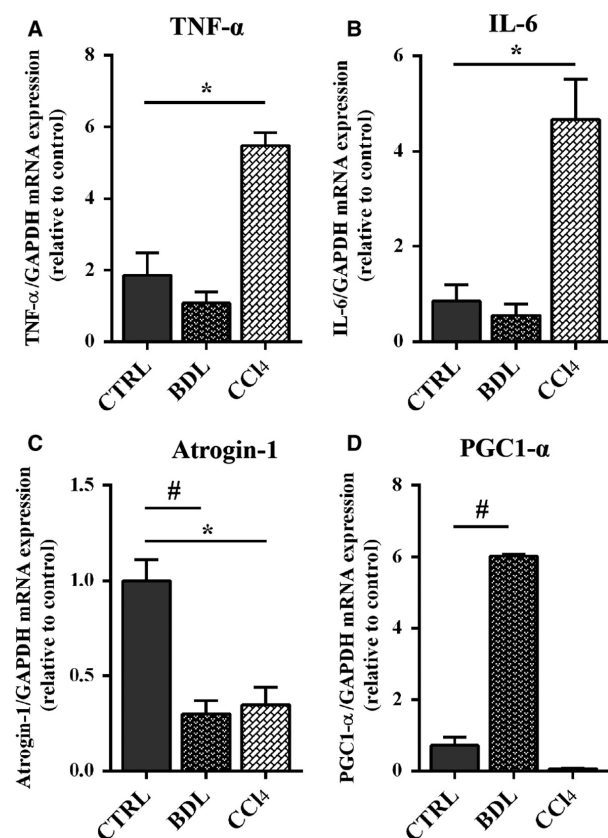 A
TNF-α
TNF-α/GAPDH mRNA expression
(relative to control)
8
6
4
2
0
*
CTRL
BDL
CCl4
B
IL-6
IL-6/GAPDH mRNA expression
(relative to control)
6
4
2
0
*
CTRL
BDL
CCl4
C
Atrogin-1
Atrogin-1/GAPDH mRNA expression
(relative to control)
1.5
1.0
0.5
0.0
#
*
CTRL
BDL
CCl4
D
PGC1-α
PGC1-α/GAPDH mRNA expression
(relative to control)
8
6
4
2
0
#
CTRL
BDL
CCl4